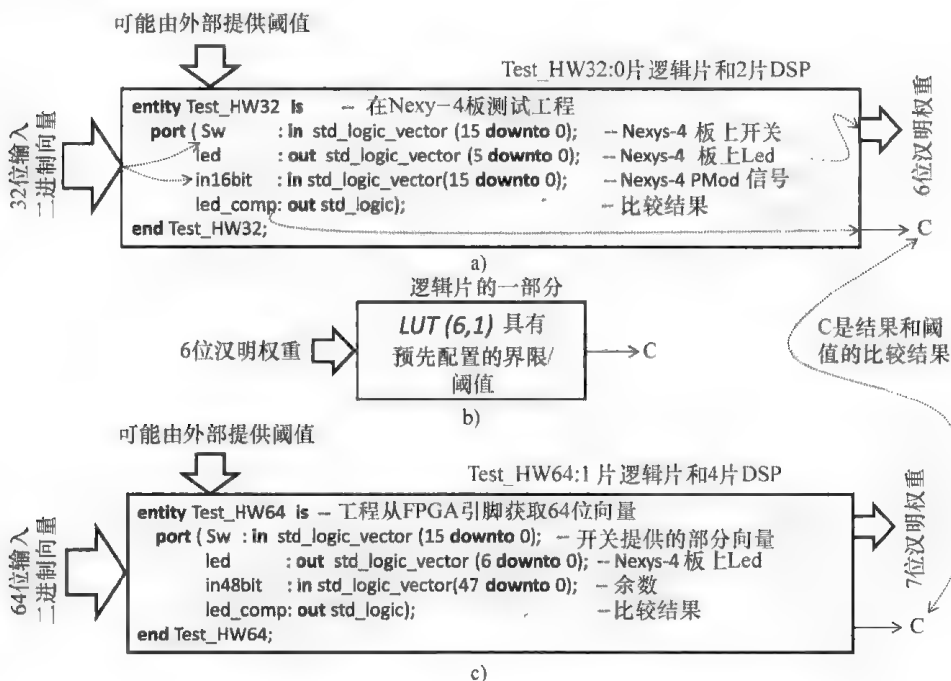 可能由外部提供阈值
Test_HW32:0片逻辑片和2片DSP
32位输入
二进制向量
entity Test_HW32 is – 在Nexy-4板测试工程
port ( Sw : in std_logic_vector (15 downto 0); – Nexys-4 板上开关
led : out std_logic_vector (5 downto 0); – Nexys-4 板上Led
in16bit : in std_logic_vector(15 downto 0); – Nexys-4 PMod 信号
led_comp: out std_logic); – 比较结果
end Test_HW32;
6位汉明权重
C
a)
逻辑片的一部分
6位汉明权重
LUT (6,1) 具有
预先配置的界限/
阈值
C
b)
C是结果和阈
值的比较结果
可能由外部提供阈值
Test_HW64:1 片逻辑片和4片DSP
64位输入
二进制向量
entity Test_HW64 is – 工程从FPGA引脚获取64位向量
port ( Sw : in std_logic_vector (15 downto 0); – 开关提供的部分向量
led : out std_logic_vector (6 downto 0); – Nexys-4 板上Led
in48bit : in std_logic_vector(47 downto 0); – 余数
led_comp: out std_logic); – 比较结果
end Test_HW64;
7位汉明权重
C
c)